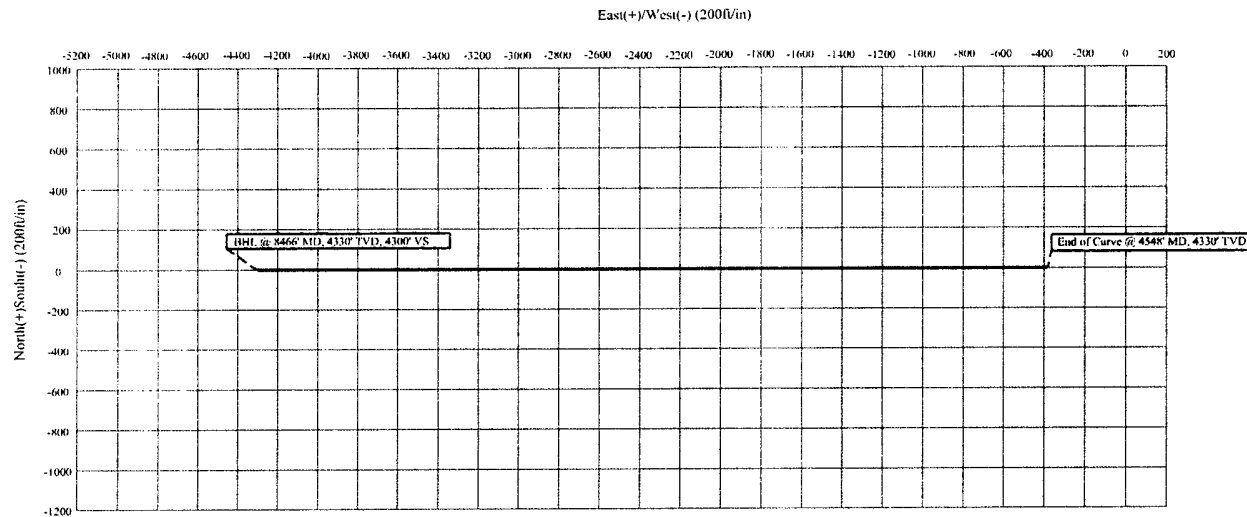 East(+)/West(-) (200ft/in)
-5200 -5000 -4800 -4600 -4400 -4200 -4000 -3800 -3600 -3400 -3200 -3000 -2800 -2600 -2400 -2200 -2000 -1800 -1600 -1400 -1200 -1000 -800 -600 -400 -200 0 200
1000
800
600
400
200
0
-200
-400
-600
-800
-1000
-1200
North(+)South(-) (200ft/in)
BHL @ 8466' MD, 4330' TVD, 4300' VS
End of Curve @ 4548' MD, 4330' TVD